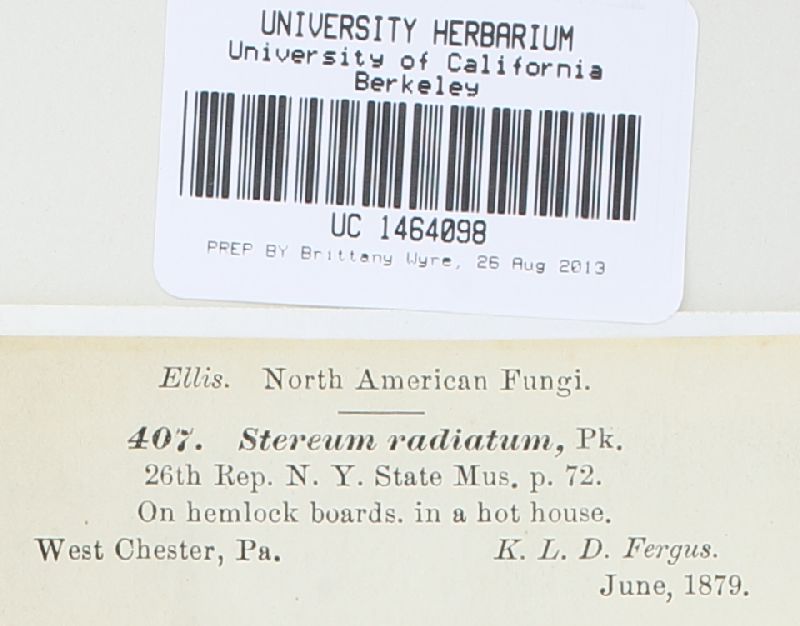 UNIVERSITY HERBARIUM
University of California
Berkeley
UC 1464098
PREP BY Brittany Wyre, 26 Aug 2013
Ellis. North American Fungi.
407. Stereum radiatum, Pk.
26th Rep. N. Y. State Mus. p. 72.
On hemlock boards. in a hot house.
West Chester, Pa. K. L. D. Fergus.
June, 1879.